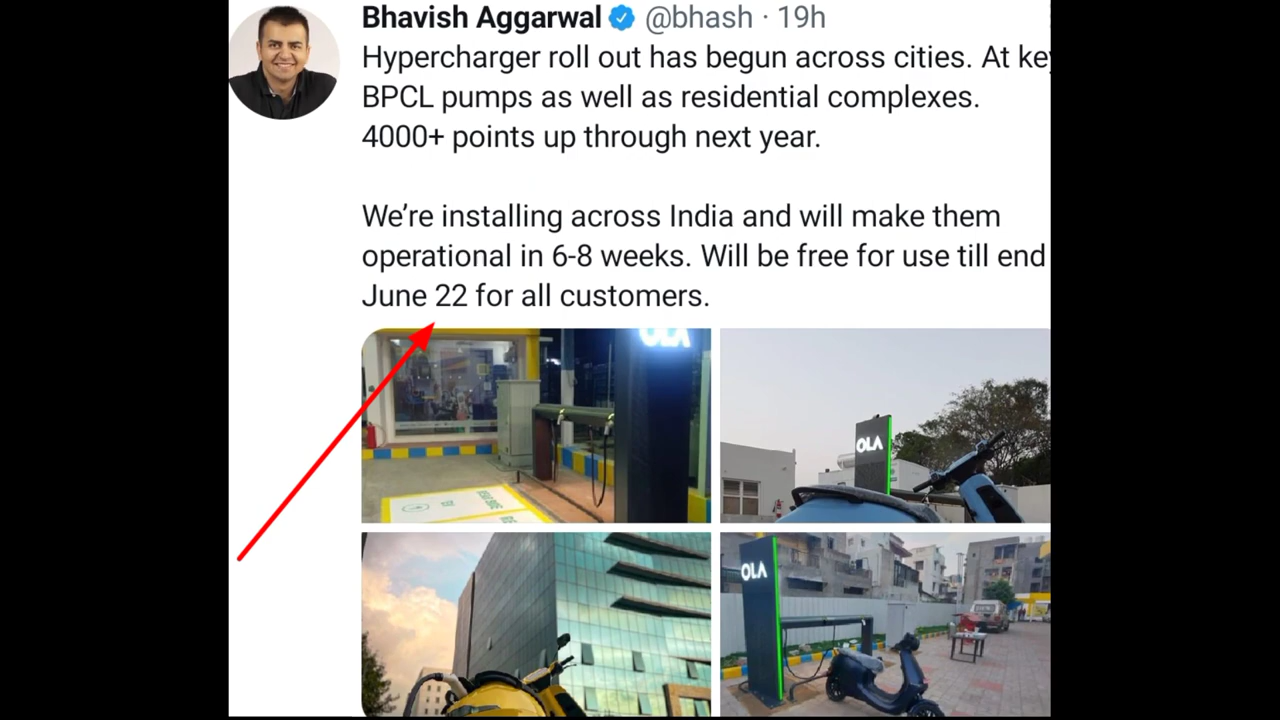 Bhavish Aggarwal @bhash · 19h
Hypercharger roll out has begun across cities. At key
BPCL pumps as well as residential complexes.
4000+ points up through next year.
We’re installing across India and will make them
operational in 6-8 weeks. Will be free for use till end
June 22 for all customers.
OLA
OLA
OLA